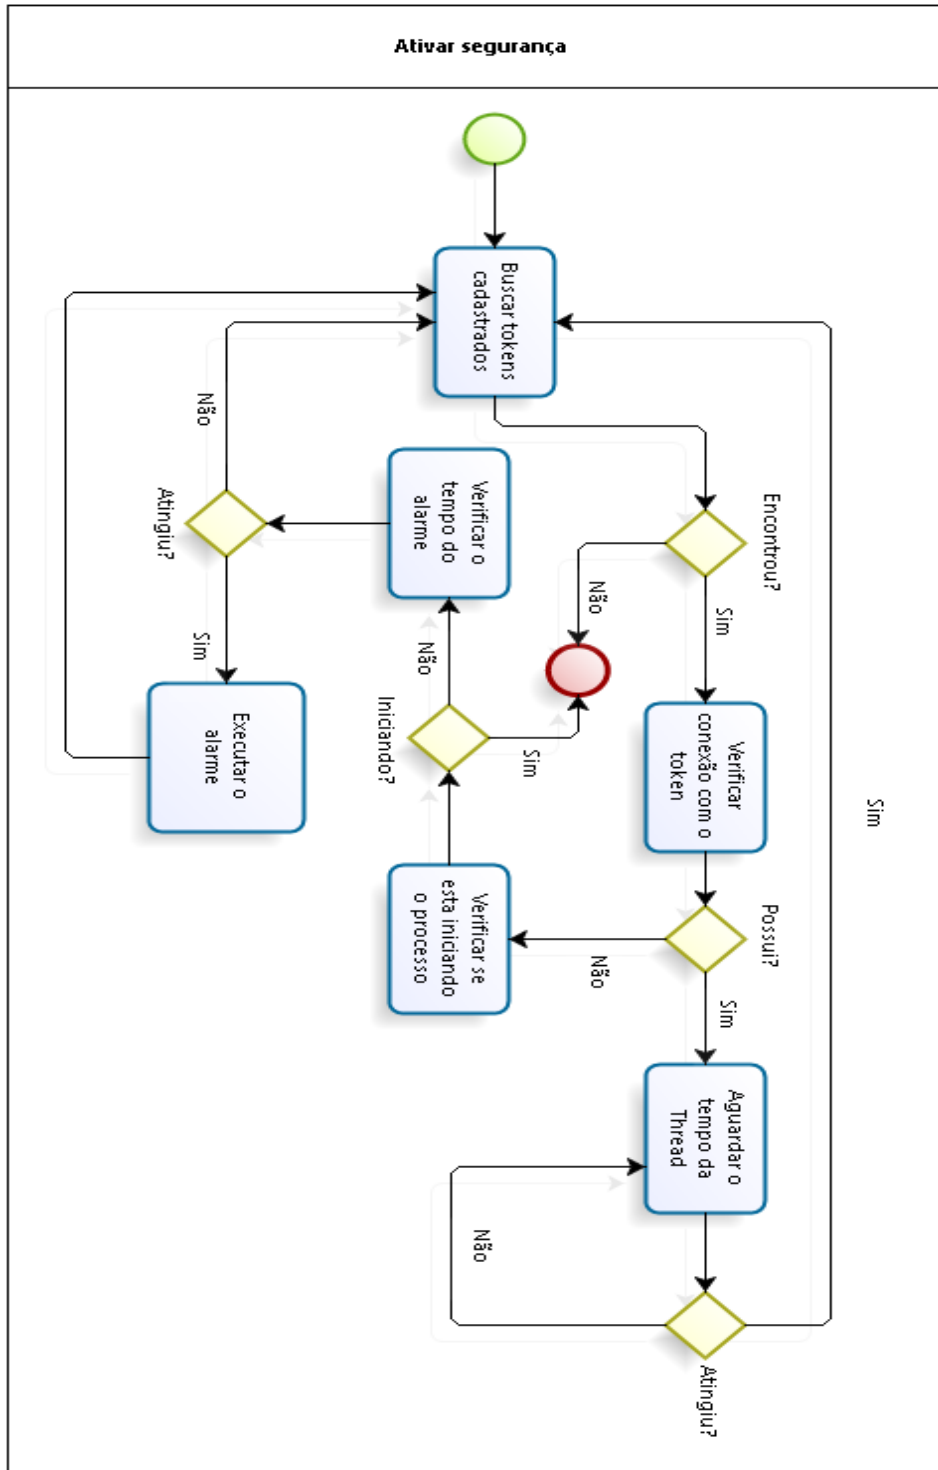 Ativar segurança
Buscar tokens
cadastrados
Encontrou?
Não
Sim
Verificar
conexão com o
token
Possui?
Não
Sim
Aguardar o
tempo da
Thread
Atingiu?
Não
Sim
Verificar se
esta iniciando
o processo
Iniciando?
Sim
Não
Verificar o
tempo do
alarme
Atingiu?
Não
Sim
Executar o
alarme